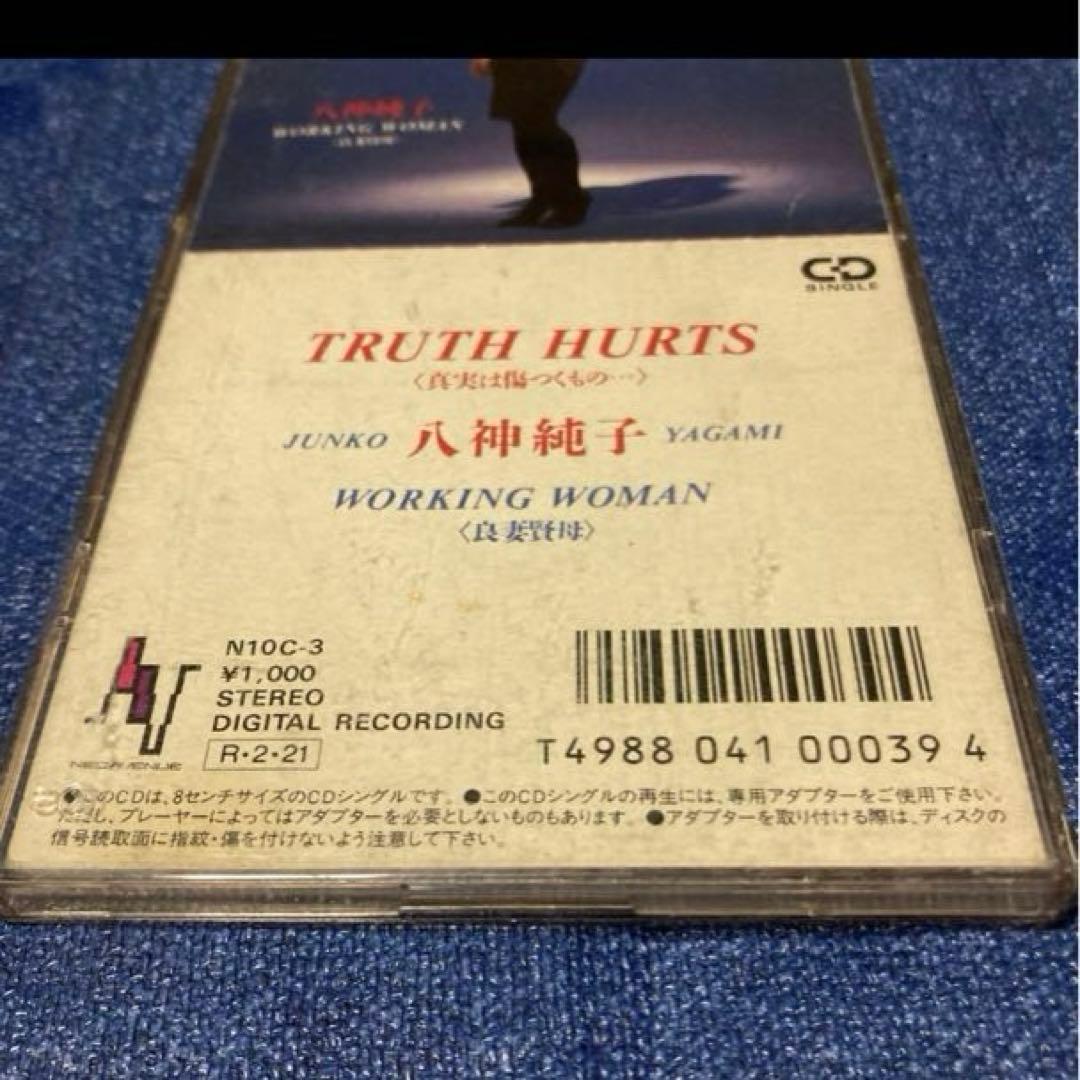 八神純子
WORKING WOMAN
CD
SINGLE
TRUTH HURTS
〈真実は傷つくもの…〉
JUNKO 八神純子 YAGAMI
WORKING WOMAN
〈良妻賢母〉
N10C-3
¥1,000
STEREO
DIGITAL RECORDING
R・2・21
NEC AVENUE
T4988 041 00039 4
●このCDは、8センチサイズのCDシングルです。●このCDシングルの再生には、専用アダプターをご使用下さい。
ただし、プレーヤーによってはアダプターを必要としないものもあります。●アダプターを取り付ける際は、ディスクの
信号読取面に指紋・傷を付けないよう注意して下さい。